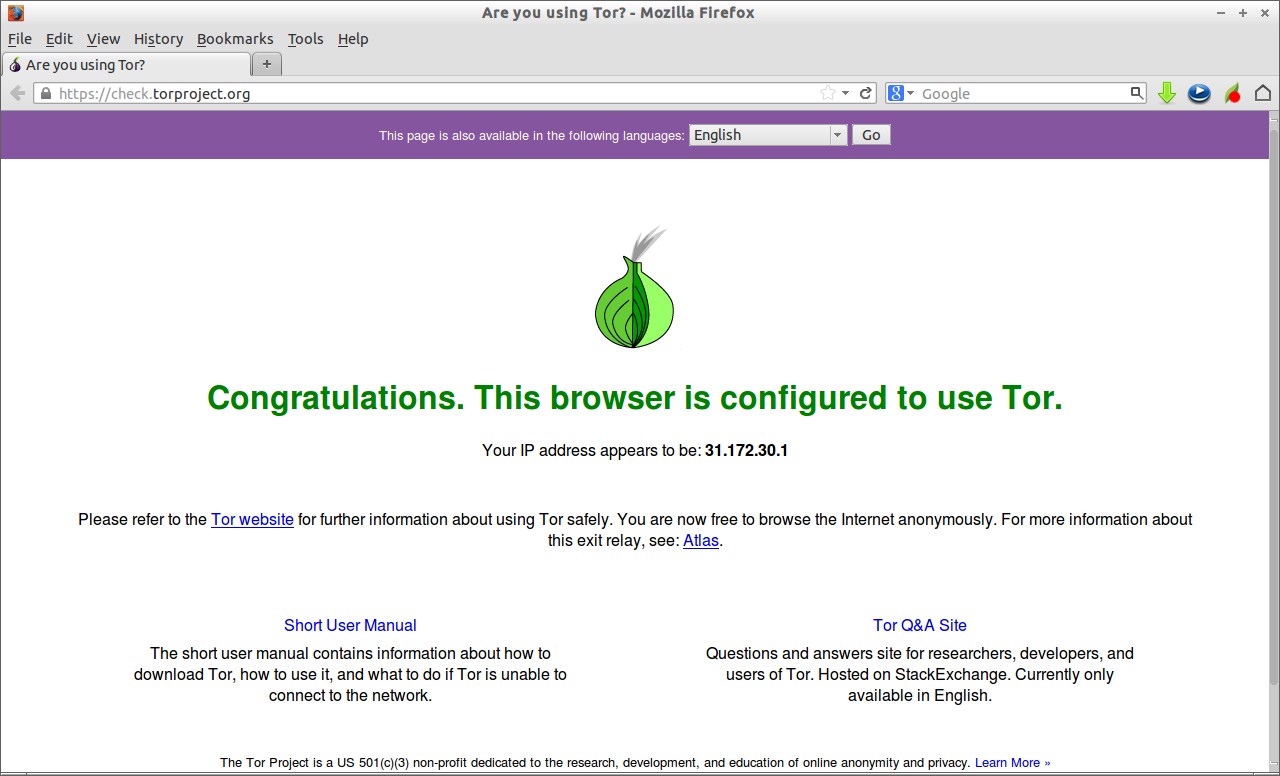 Are you using Tor? - Mozilla Firefox
File Edit View History Bookmarks Tools Help
Are you using Tor?
https://check.torproject.org
Google
This page is also available in the following languages: English Go
Congratulations. This browser is configured to use Tor.
Your IP address appears to be: 31.172.30.1
Please refer to the Tor website for further information about using Tor safely. You are now free to browse the Internet anonymously. For more information about
this exit relay, see: Atlas.
Short User Manual
The short user manual contains information about how to
download Tor, how to use it, and what to do if Tor is unable to
connect to the network.
Tor Q&A Site
Questions and answers site for researchers, developers, and
users of Tor. Hosted on StackExchange. Currently only
available in English.
The Tor Project is a US 501(c)(3) non-profit dedicated to the research, development, and education of online anonymity and privacy. Learn More »